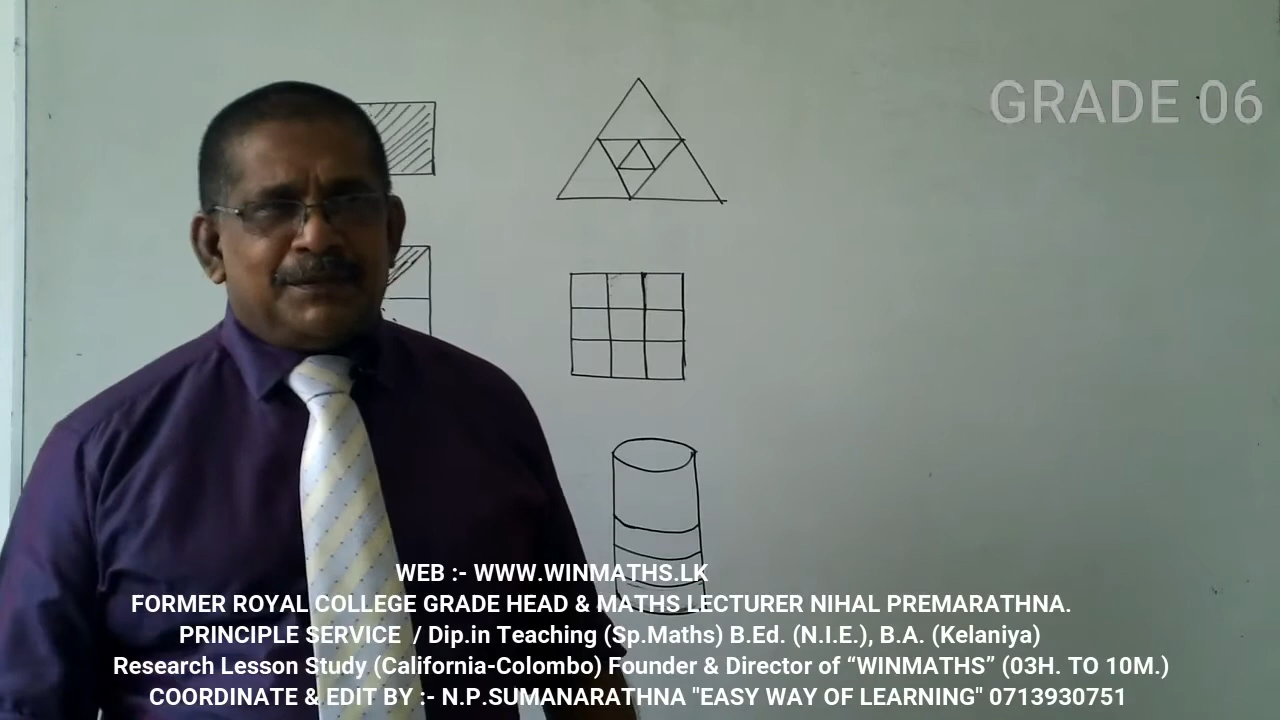 GRADE 06
WEB :- WWW.WINMATHS.LK
FORMER ROYAL COLLEGE GRADE HEAD & MATHS LECTURER NIHAL PREMARATHNA.
PRINCIPLE SERVICE / Dip.in Teaching (Sp.Maths) B.Ed. (N.I.E.), B.A. (Kelaniya)
Research Lesson Study (California-Colombo) Founder & Director of “WINMATHS” (03H. TO 10M.)
COORDINATE & EDIT BY :- N.P.SUMANARATHNA "EASY WAY OF LEARNING" 0713930751